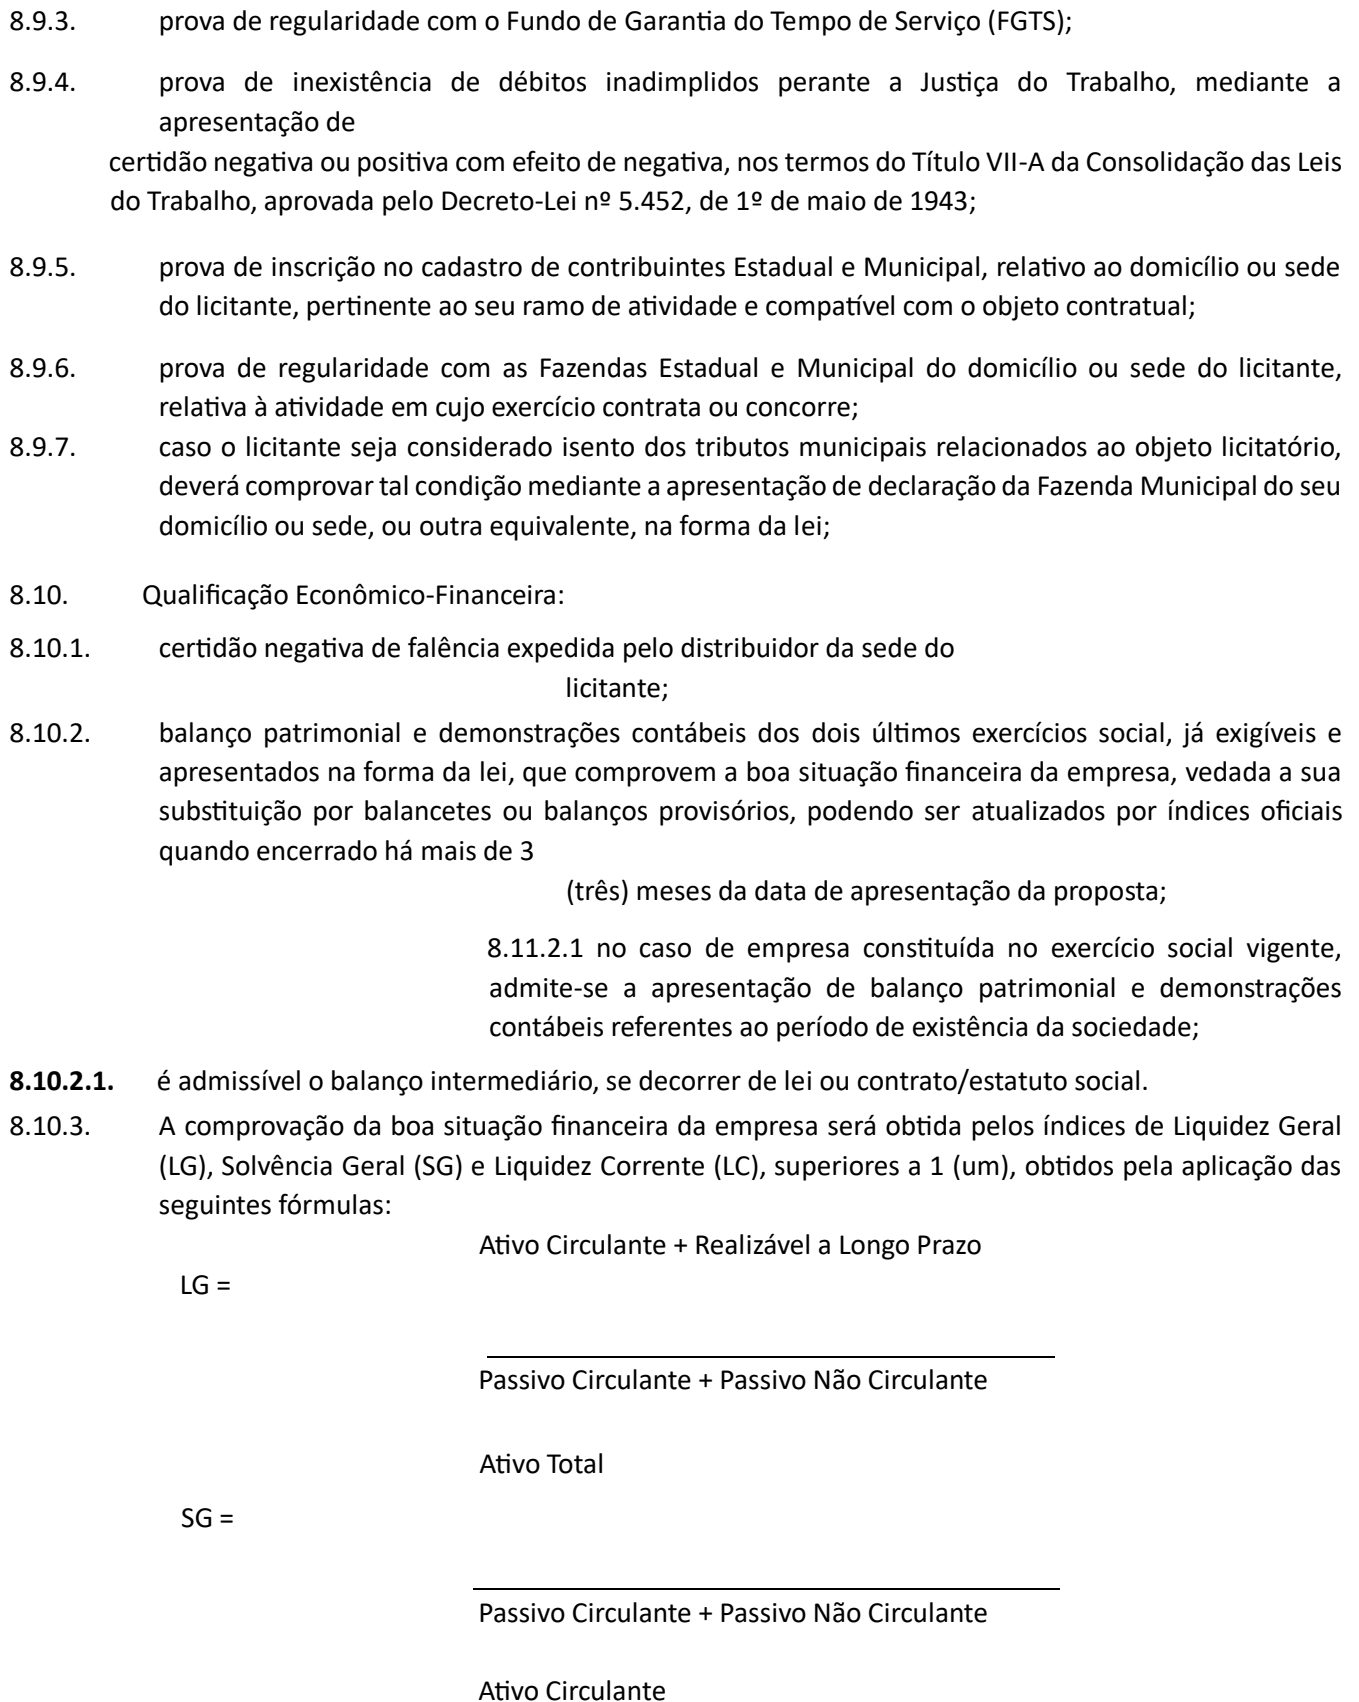 8.9.3. prova de regularidade com o Fundo de Garantia do Tempo de Serviço (FGTS);
8.9.4. prova de inexistência de débitos inadimplidos perante a Justiça do Trabalho, mediante a
apresentação de
certidão negativa ou positiva com efeito de negativa, nos termos do Título VII-A da Consolidação das Leis
do Trabalho, aprovada pelo Decreto-Lei nº 5.452, de 1º de maio de 1943;
8.9.5. prova de inscrição no cadastro de contribuintes Estadual e Municipal, relativo ao domicílio ou sede
do licitante, pertinente ao seu ramo de atividade e compatível com o objeto contratual;
8.9.6. prova de regularidade com as Fazendas Estadual e Municipal do domicílio ou sede do licitante,
relativa à atividade em cujo exercício contrata ou concorre;
8.9.7. caso o licitante seja considerado isento dos tributos municipais relacionados ao objeto licitatório,
deverá comprovar tal condição mediante a apresentação de declaração da Fazenda Municipal do seu
domicílio ou sede, ou outra equivalente, na forma da lei;
8.10. Qualificação Econômico-Financeira:
8.10.1. certidão negativa de falência expedida pelo distribuidor da sede do
licitante;
8.10.2. balanço patrimonial e demonstrações contábeis dos dois últimos exercícios social, já exigíveis e
apresentados na forma da lei, que comprovem a boa situação financeira da empresa, vedada a sua
substituição por balancetes ou balanços provisórios, podendo ser atualizados por índices oficiais
quando encerrado há mais de 3
(três) meses da data de apresentação da proposta;
8.11.2.1 no caso de empresa constituída no exercício social vigente,
admite-se a apresentação de balanço patrimonial e demonstrações
contábeis referentes ao período de existência da sociedade;
8.10.2.1. é admissível o balanço intermediário, se decorrer de lei ou contrato/estatuto social.
8.10.3. A comprovação da boa situação financeira da empresa será obtida pelos índices de Liquidez Geral
(LG), Solvência Geral (SG) e Liquidez Corrente (LC), superiores a 1 (um), obtidos pela aplicação das
seguintes fórmulas:
Ativo Circulante + Realizável a Longo Prazo
LG =
Passivo Circulante + Passivo Não Circulante
Ativo Total
SG =
Passivo Circulante + Passivo Não Circulante
Ativo Circulante